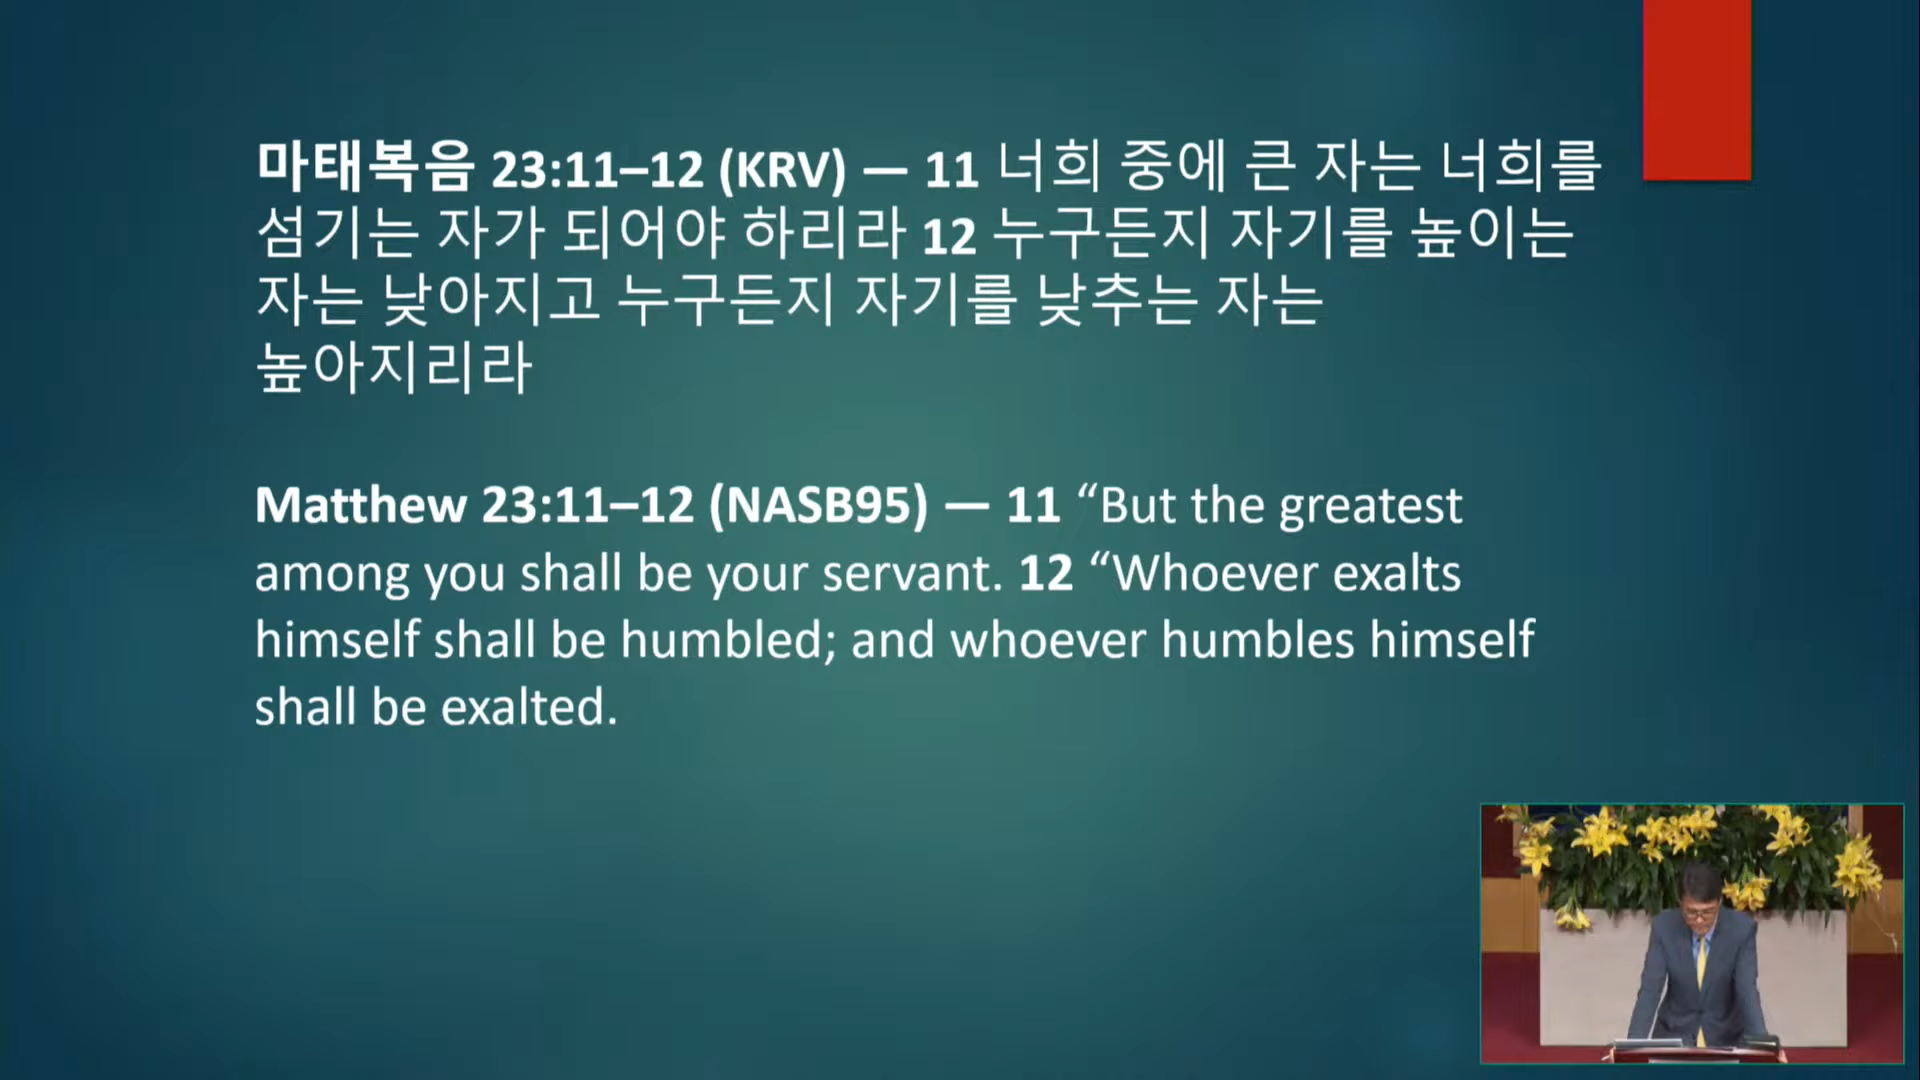 마태복음 23:11–12 (KRV) — 11 너희 중에 큰 자는 너희를
섬기는 자가 되어야 하리라 12 누구든지 자기를 높이는
자는 낮아지고 누구든지 자기를 낮추는 자는
높아지리라
Matthew 23:11–12 (NASB95) — 11 “But the greatest
among you shall be your servant. 12 “Whoever exalts
himself shall be humbled; and whoever humbles himself
shall be exalted.